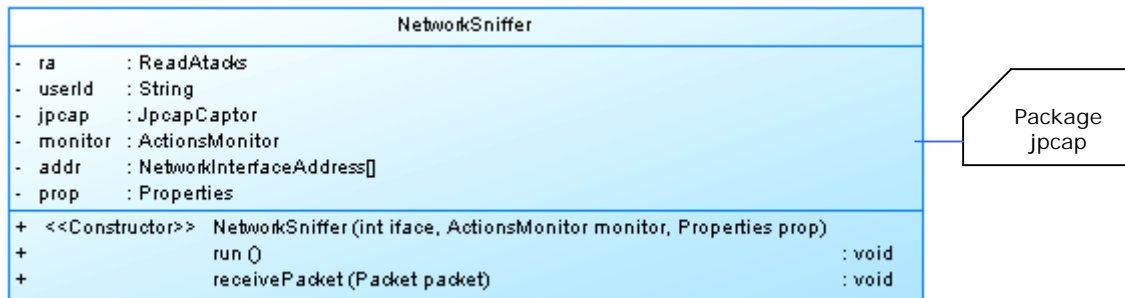 NetworkSniffer
- ra : ReadAtacks
- userId : String
- jpcap : JpcapCaptor
- monitor : ActionsMonitor
- addr : NetworkInterfaceAddress[]
- prop : Properties
+ <<Constructor>> NetworkSniffer (int iface, ActionsMonitor monitor, Properties prop)
+ run () : void
+ receivePacket (Packet packet) : void
Package
jpcap